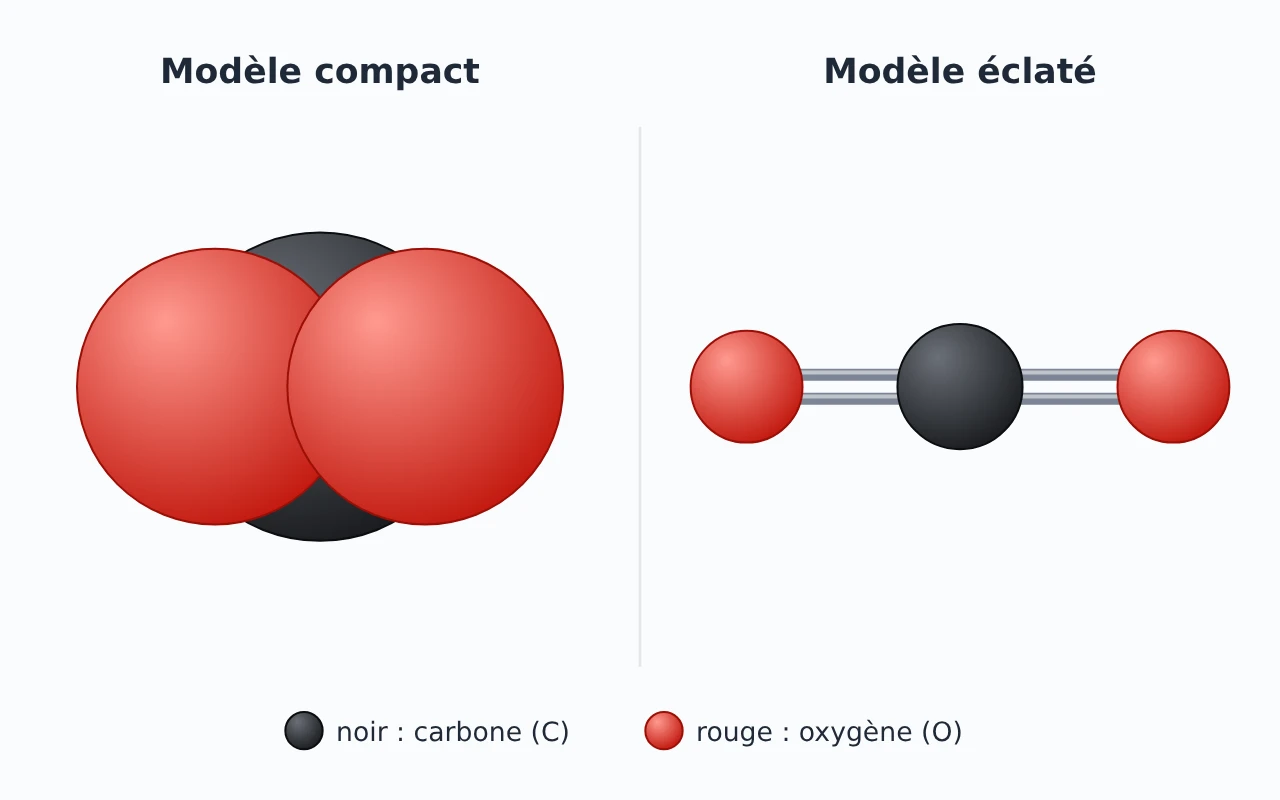 Modèle compact
Modèle éclaté
noir : carbone (C)
rouge : oxygène (O)